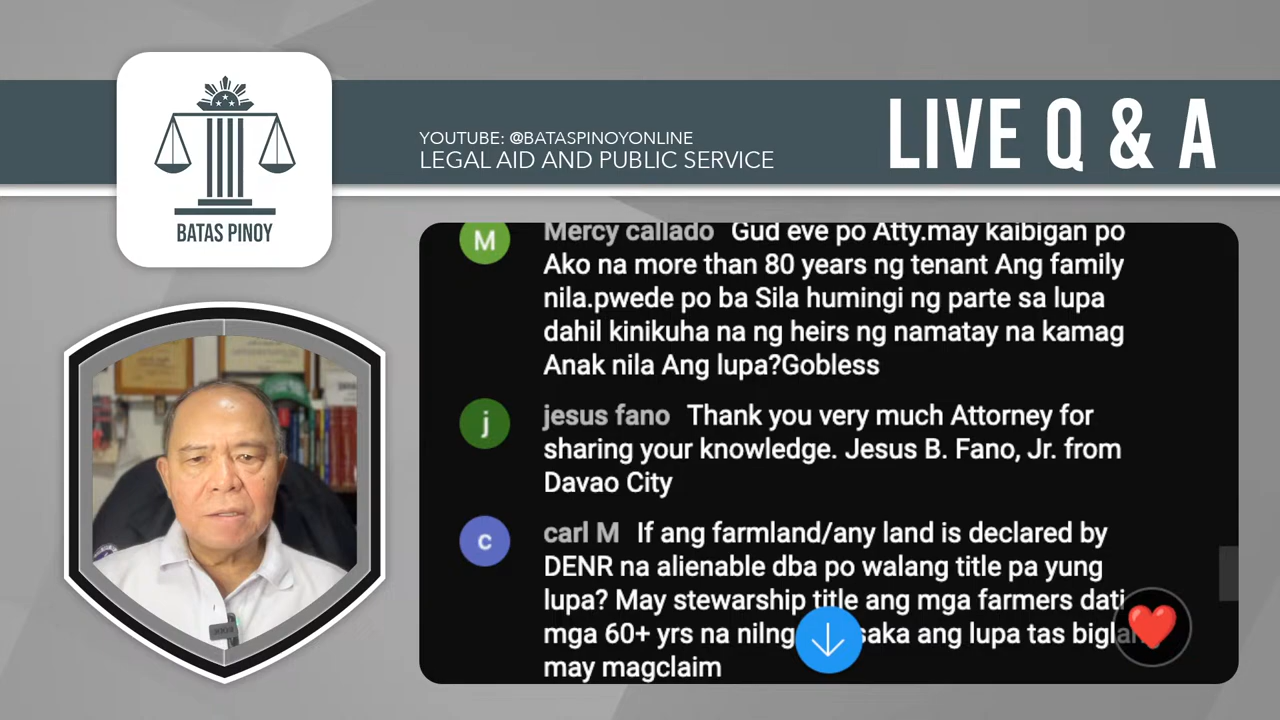 BATAS PINOY
YOUTUBE: @BATASPINOYONLINE
LEGAL AID AND PUBLIC SERVICE
LIVE Q & A
M
Mercy callado Gud eve po Atty.may kaibigan po
Ako na more than 80 years ng tenant Ang family
nila.pwede po ba Sila humingi ng parte sa lupa
dahil kinikuha na ng heirs ng namatay na kamag
Anak nila Ang lupa?Gobless
j
jesus fano Thank you very much Attorney for
sharing your knowledge. Jesus B. Fano, Jr. from
Davao City
c
carl M If ang farmland/any land is declared by
DENR na alienable dba po walang title pa yung
lupa? May stewarship title ang mga farmers dati
mga 60+ yrs na ang lupa tas
may magclaim